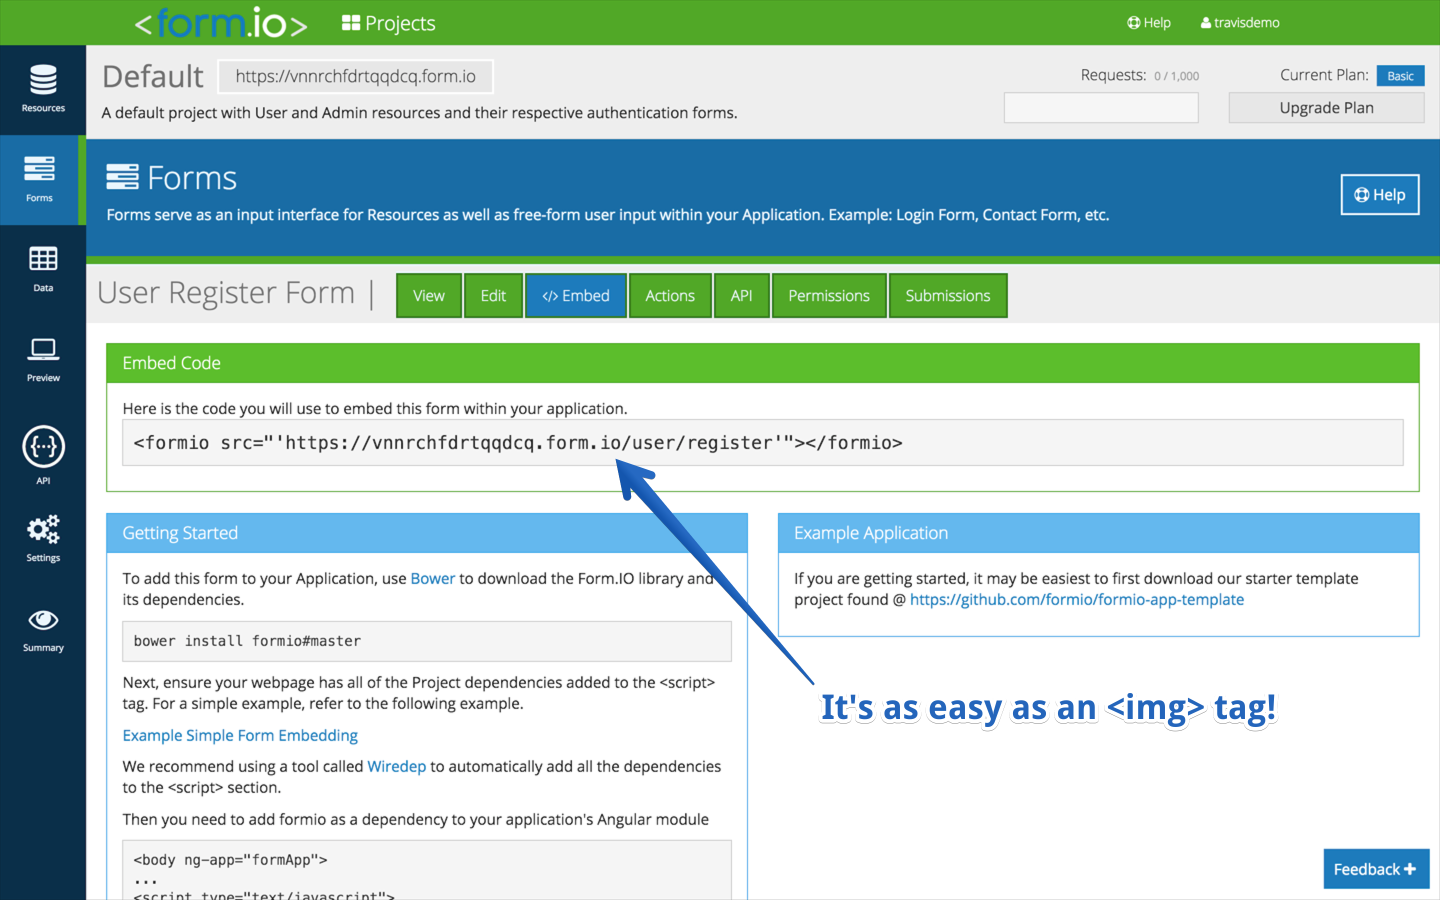 <form.io>
Projects
Help
travisdemo
Resources
Forms
Data
Preview
API
Settings
Summary
Default
https://vnnrchfdrtqqdcq.form.io
Requests: 0 / 1,000
Current Plan: Basic
A default project with User and Admin resources and their respective authentication forms.
Upgrade Plan
Forms
Forms serve as an input interface for Resources as well as free-form user input within your Application. Example: Login Form, Contact Form, etc.
Help
User Register Form |
View
Edit
</> Embed
Actions
API
Permissions
Submissions
Embed Code
Here is the code you will use to embed this form within your application.
<formio src="'https://vnnrchfdrtqqdcq.form.io/user/register'"></formio>
Getting Started
To add this form to your Application, use Bower to download the Form.IO library and
its dependencies.
bower install formio#master
Next, ensure your webpage has all of the Project dependencies added to the <script>
tag. For a simple example, refer to the following example.
Example Simple Form Embedding
We recommend using a tool called Wiredep to automatically add all the dependencies
to the <script> section.
Then you need to add formio as a dependency to your application's Angular module
<body ng-app="formApp">
...
<script type="text/javascript">
Example Application
If you are getting started, it may be easiest to first download our starter template
project found @ https://github.com/formio/formio-app-template
It's as easy as an <img> tag!
Feedback +